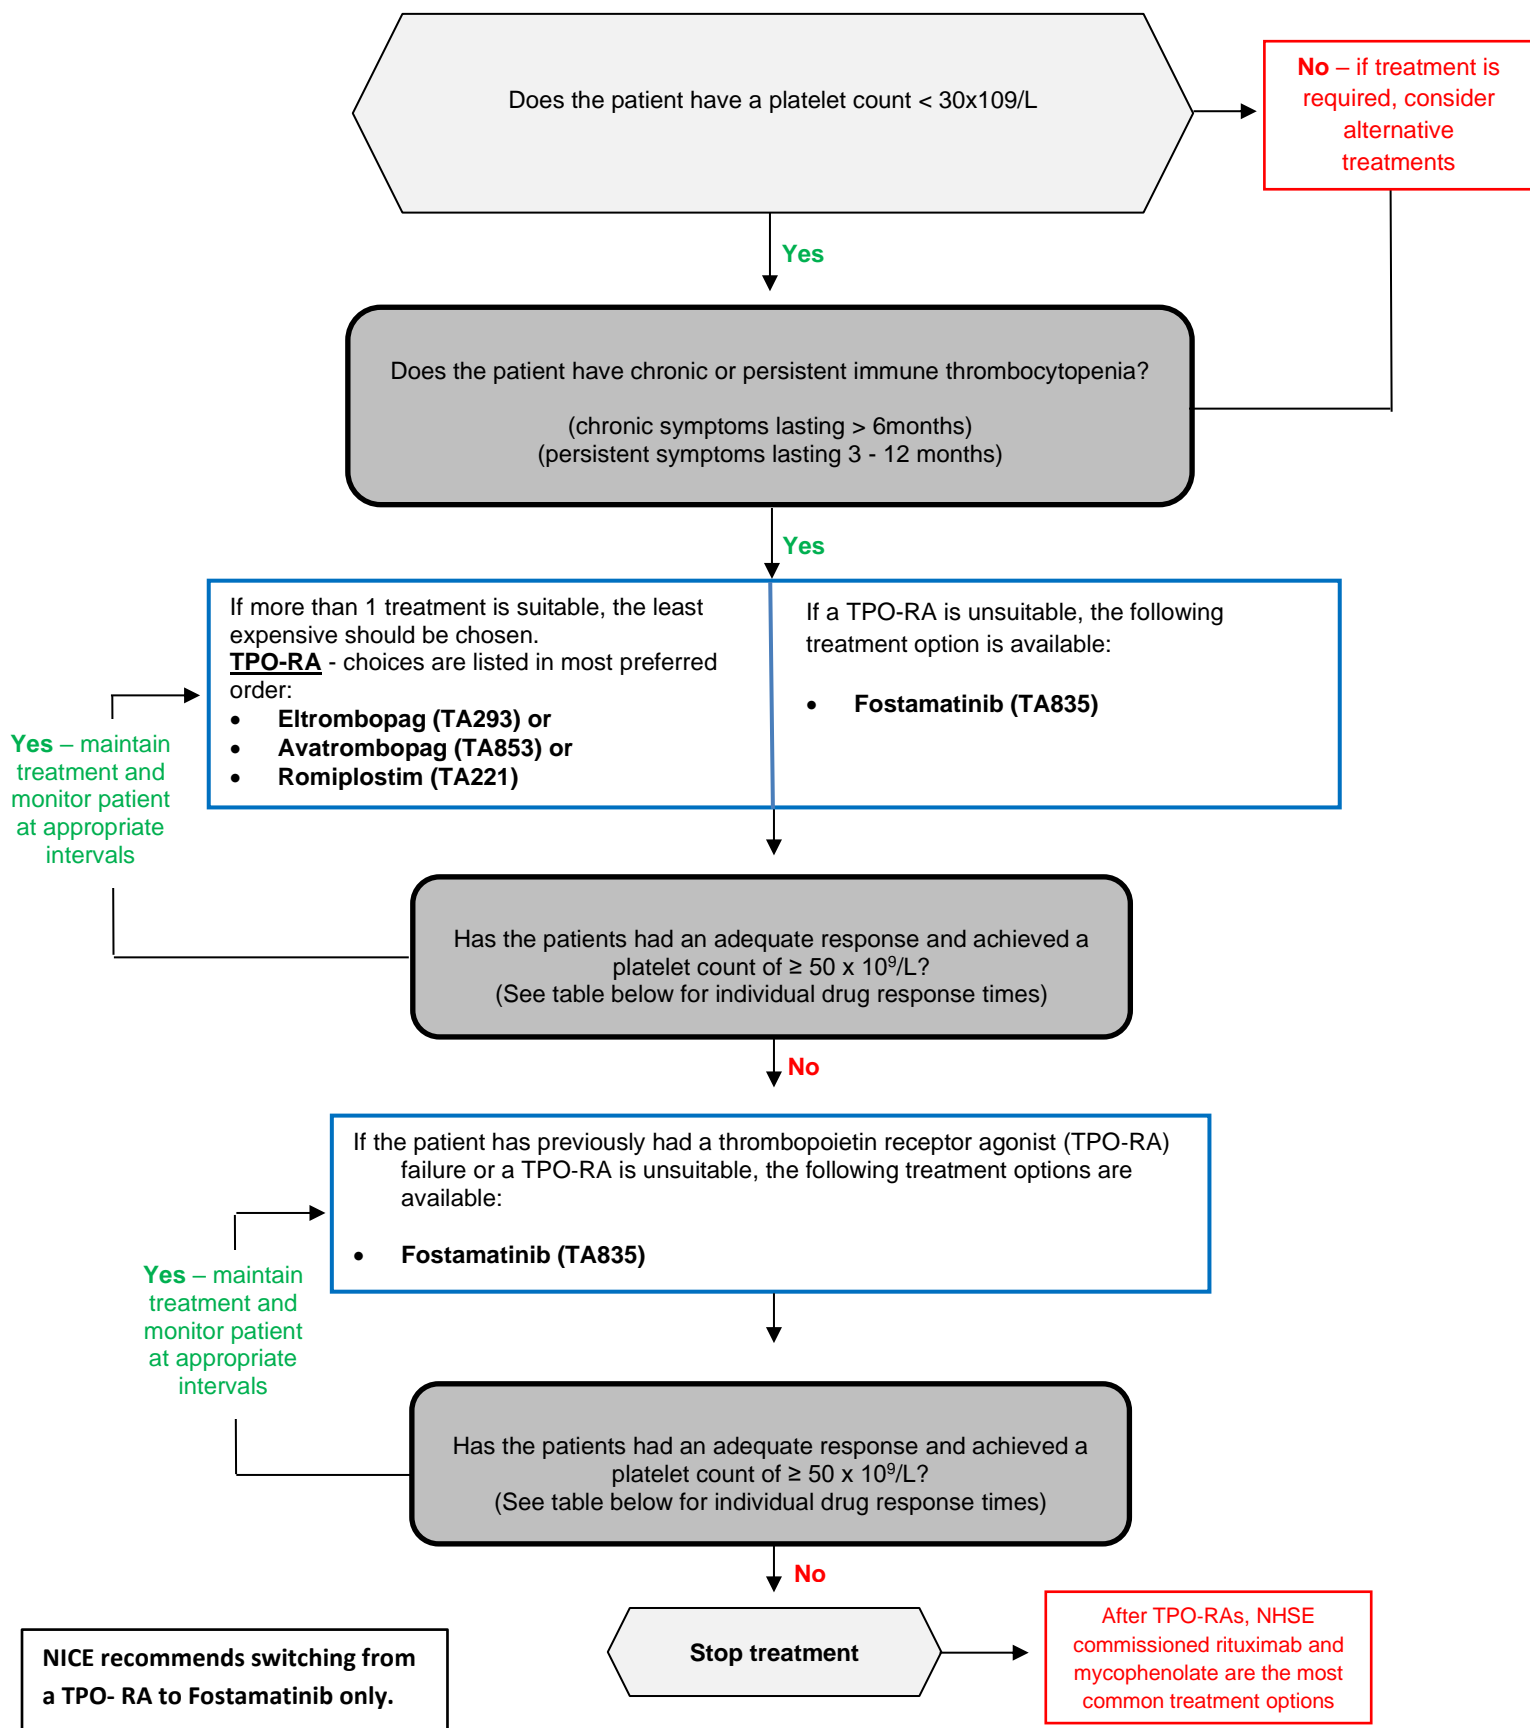 Does the patient have a platelet count < 30x109/L
No – if treatment is
required, consider
alternative
treatments
Yes
Does the patient have chronic or persistent immune thrombocytopenia?
(chronic symptoms lasting > 6months)
(persistent symptoms lasting 3 - 12 months)
Yes
If more than 1 treatment is suitable, the least
expensive should be chosen.
TPO-RA - choices are listed in most preferred
order:
• Eltrombopag (TA293) or
• Avatrombopag (TA853) or
• Romiplostim (TA221)
If a TPO-RA is unsuitable, the following
treatment option is available:
• Fostamatinib (TA835)
Yes – maintain
treatment and
monitor patient
at appropriate
intervals
Has the patients had an adequate response and achieved a
platelet count of ≥ 50 x 10⁹/L?
(See table below for individual drug response times)
No
If the patient has previously had a thrombopoietin receptor agonist (TPO-RA)
failure or a TPO-RA is unsuitable, the following treatment options are
available:
• Fostamatinib (TA835)
Yes – maintain
treatment and
monitor patient
at appropriate
intervals
Has the patients had an adequate response and achieved a
platelet count of ≥ 50 x 10⁹/L?
(See table below for individual drug response times)
No
Stop treatment
After TPO-RAs, NHSE
commissioned rituximab and
mycophenolate are the most
common treatment options
NICE recommends switching from
a TPO- RA to Fostamatinib only.